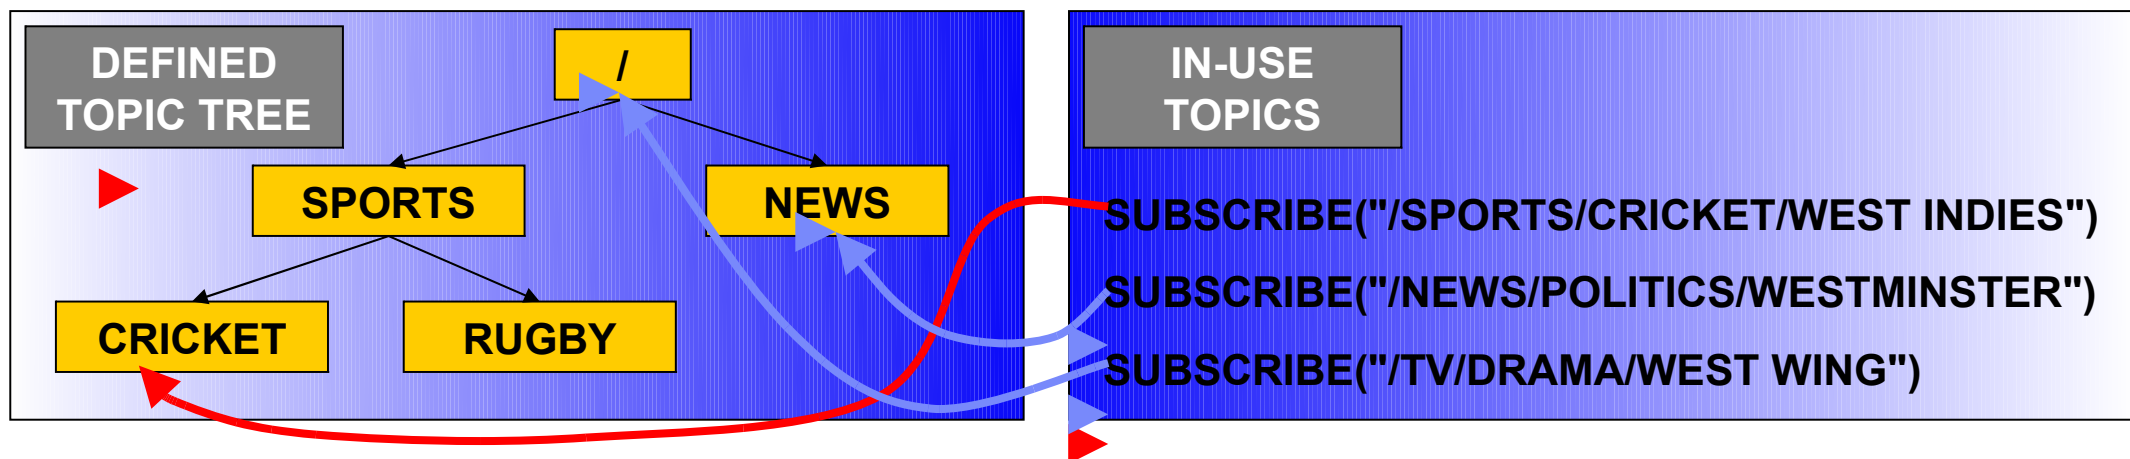 DEFINED
TOPIC TREE
/
SPORTS
NEWS
CRICKET
RUGBY
IN-USE
TOPICS
SUBSCRIBE("/SPORTS/CRICKET/WEST INDIES")
SUBSCRIBE("/NEWS/POLITICS/WESTMINSTER")
SUBSCRIBE("/TV/DRAMA/WEST WING")